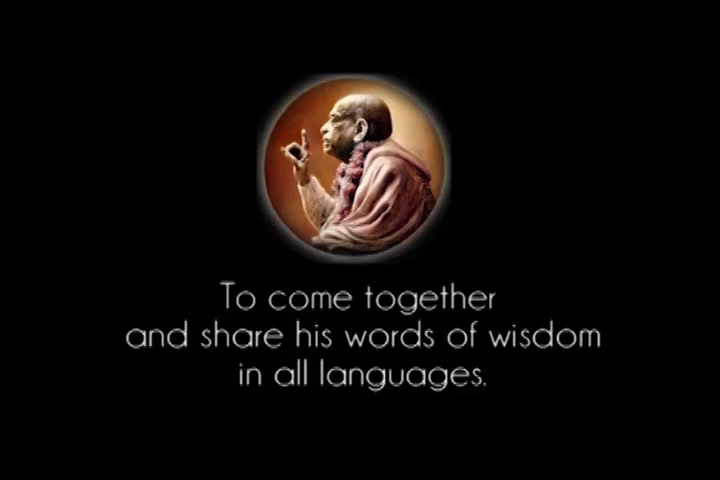 To come together
and share his words of wisdom
in all languages.